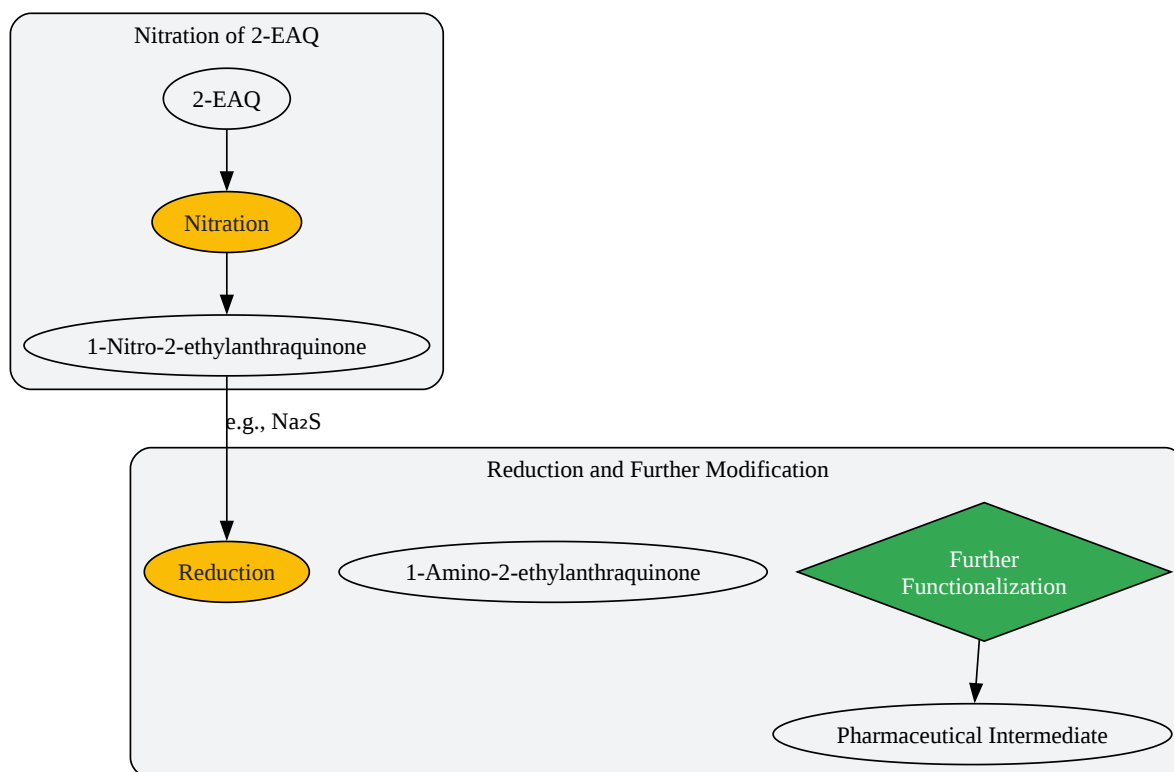 Nitration of 2-EAQ
2-EAQ
Nitration
1-Nitro-2-ethylanthraquinone
e.g., Na₂S
Reduction and Further Modification
Reduction
1-Amino-2-ethylanthraquinone
Further
Functionalization
Pharmaceutical Intermediate